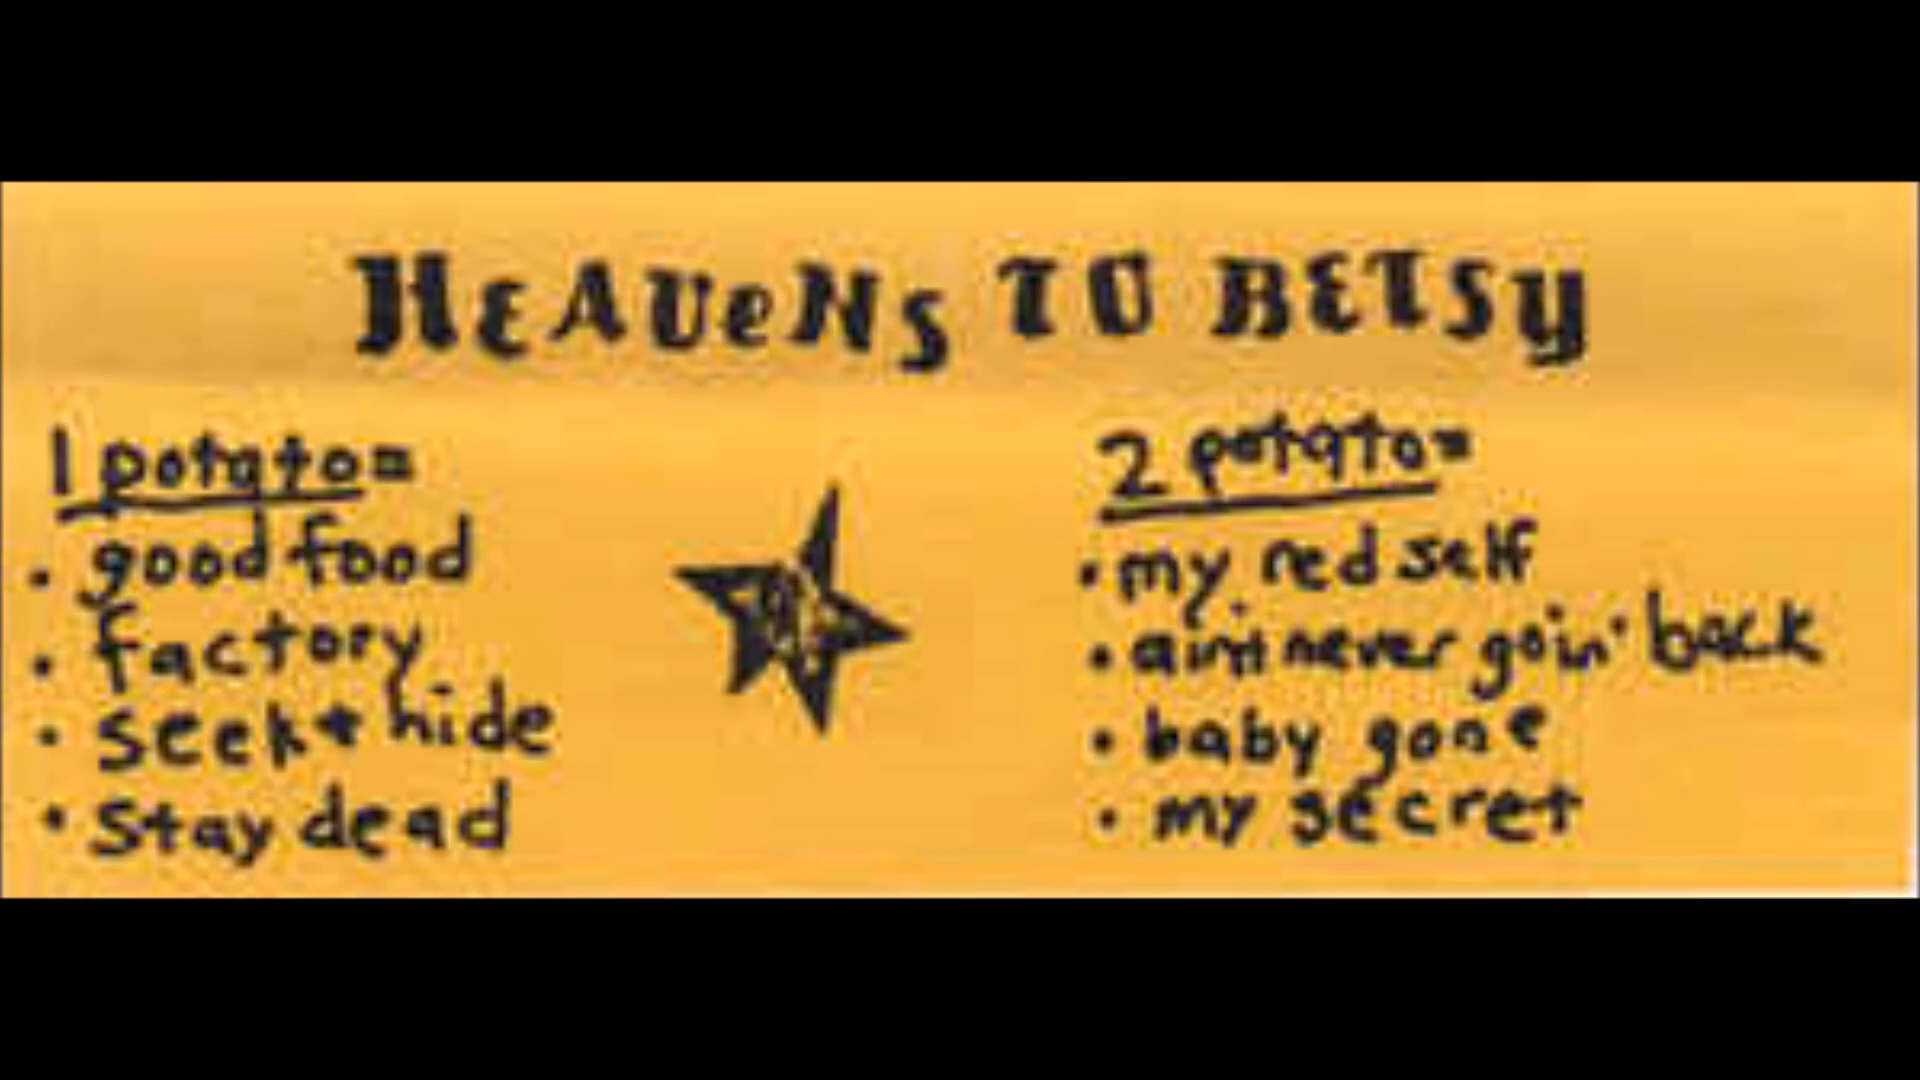 HEAVENS TO BETSY
1 potato=
• good food
• factory
• seek + hide
• stay dead
2 potato=
• my red self
• ain't never goin' back
• baby gone
• my secret